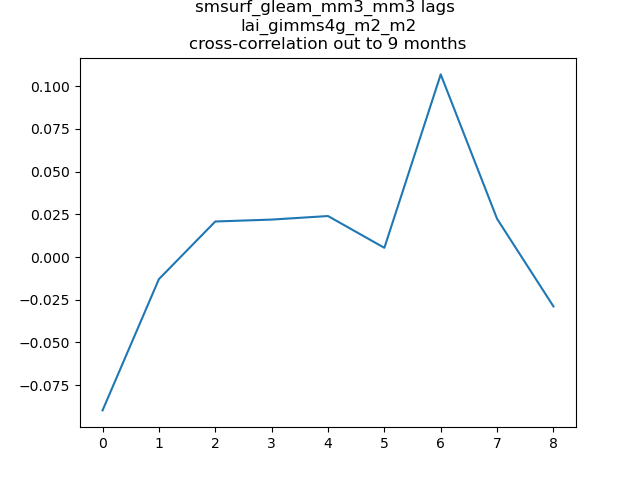 smsurf_gleam_mm3_mm3 lags
lai_gimms4g_m2_m2
cross-correlation out to 9 months
0.100
0.075
0.050
0.025
0.000
−0.025
−0.050
−0.075
0 1 2 3 4 5 6 7 8